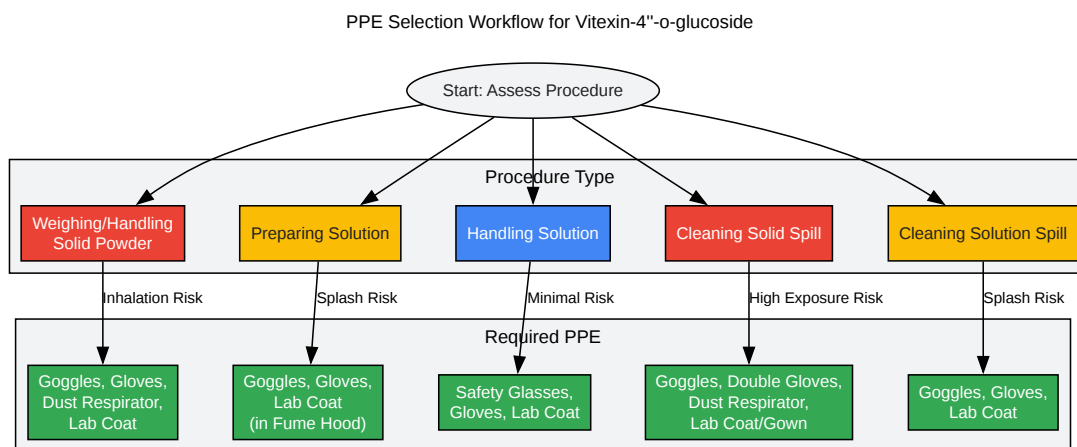 PPE Selection Workflow for Vitexin-4''-o-glucoside
Start: Assess Procedure
Procedure Type
Weighing/Handling
Solid Powder
Preparing Solution
Handling Solution
Cleaning Solid Spill
Cleaning Solution Spill
Inhalation Risk
Splash Risk
Minimal Risk
High Exposure Risk
Splash Risk
Required PPE
Goggles, Gloves,
Dust Respirator,
Lab Coat
Goggles, Gloves,
Lab Coat
(in Fume Hood)
Safety Glasses,
Gloves, Lab Coat
Goggles, Double Gloves,
Dust Respirator,
Lab Coat/Gown
Goggles, Gloves,
Lab Coat